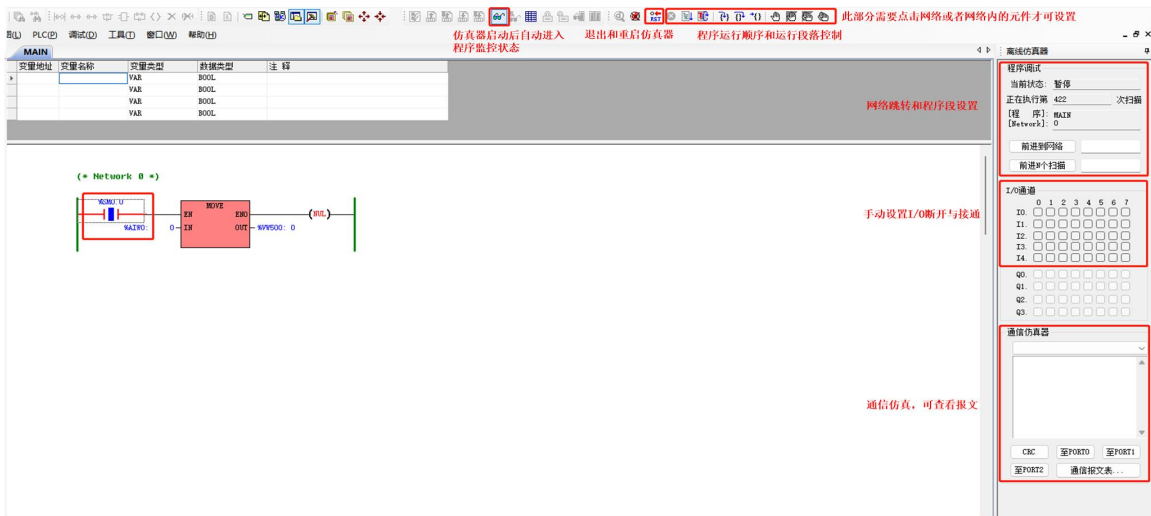 此部分需要点击网络或者网络内的元件才可设置
PLC(P) 调试(D) 工具(T) 窗口(W) 帮助(H)
仿真器启动后自动进入
程序监控状态
退出和重启仿真器
程序运行顺序和运行段落控制
MAIN
变量地址 变量名称 变量类型 数据类型 注 释
VAR BOOL
VAR BOOL
VAR BOOL
VAR BOOL
网络跳转和程序段设置
(* Network 0 *)
%SM0.0
MOVE
EN ENO
(NUL)
%AIW0: 0 IN OUT %VW500: 0
手动设置I/O断开与接通
通信仿真，可查看报文
离线仿真器
程序调试
当前状态: 暂停
正在执行第 422 次扫描
[程 序]: MAIN
[Network]: 0
前进到网络
前进N个扫描
I/O通道
0 1 2 3 4 5 6 7
I0.
I1.
I2.
I3.
I4.
Q0.
Q1.
Q2.
Q3.
通信仿真器
CRC 至PORT0 至PORT1
至PORT2 通信报文表...